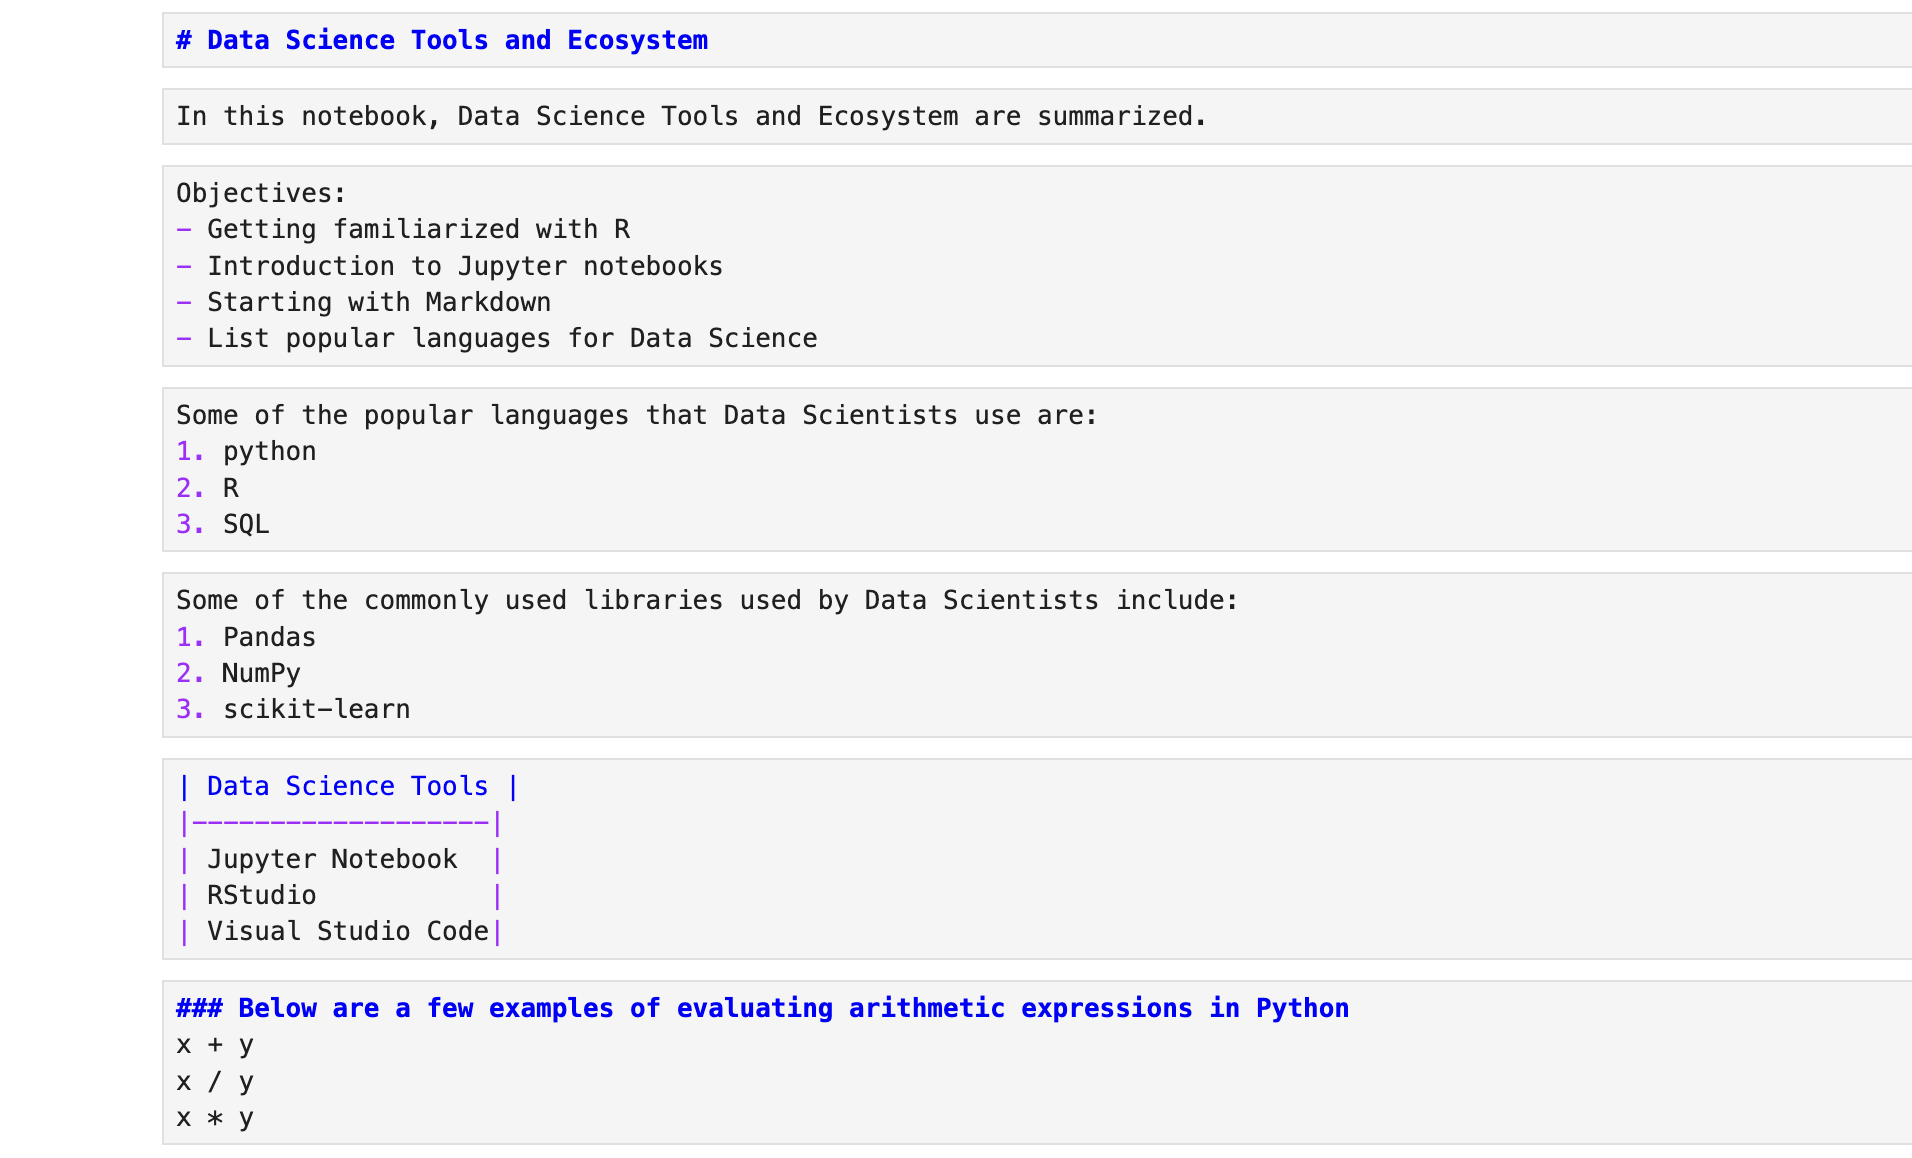 # Data Science Tools and Ecosystem
In this notebook, Data Science Tools and Ecosystem are summarized.
Objectives:
- Getting familiarized with R
- Introduction to Jupyter notebooks
- Starting with Markdown
- List popular languages for Data Science
Some of the popular languages that Data Scientists use are:
1. python
2. R
3. SQL
Some of the commonly used libraries used by Data Scientists include:
1. Pandas
2. NumPy
3. scikit-learn
| Data Science Tools |
|-------------------|
| Jupyter Notebook  |
| RStudio           |
| Visual Studio Code|
### Below are a few examples of evaluating arithmetic expressions in Python
x + y
x / y
x * y